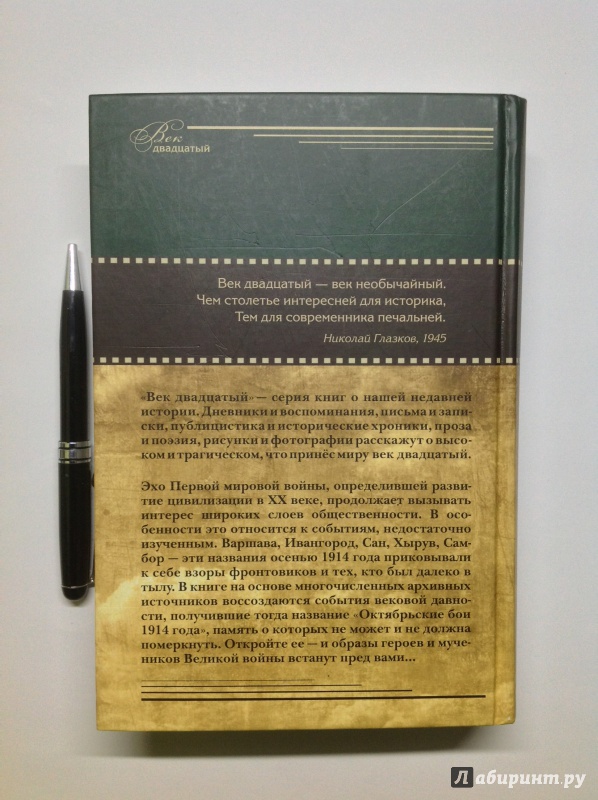 Век
двадцатый
Век двадцатый — век необычайный.
Чем столетье интересней для историка,
Тем для современника печальней.
Николай Глазков, 1945
«Век двадцатый» — серия книг о нашей недавней
истории. Дневники и воспоминания, письма и запи-
ски, публицистика и исторические хроники, проза
и поэзия, рисунки и фотографии расскажут о высо-
ком и трагическом, что принёс миру век двадцатый.
Эхо Первой мировой войны, определившей разви-
тие цивилизации в XX веке, продолжает вызывать
интерес широких слоев общественности. В осо-
бенности это относится к событиям, недостаточно
изученным. Варшава, Ивангород, Сан, Хырув, Сам-
бор — эти названия осенью 1914 года приковывали
к себе взоры фронтовиков и тех, кто был далеко в
тылу. В книге на основе многочисленных архивных
источников воссоздаются события вековой давно-
сти, получившие тогда название «Октябрьские бои
1914 года», память о которых не может и не должна
померкнуть. Откройте ее — и образы героев и муче-
ников Великой войны встанут пред вами...
Лабиринт.ру